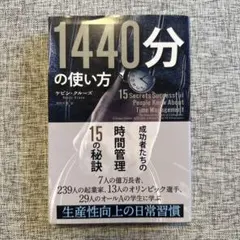 1440分
の使い方
ケビン・クルーズ
15 Secrets Successful
People Know About
Time Management
成功者たちの
時間管理
15の秘訣
7人の億万長者、
239人の起業家、13人のオリンピック選手、
29人のオールAの学生に学ぶ
生産性向上の日常習慣